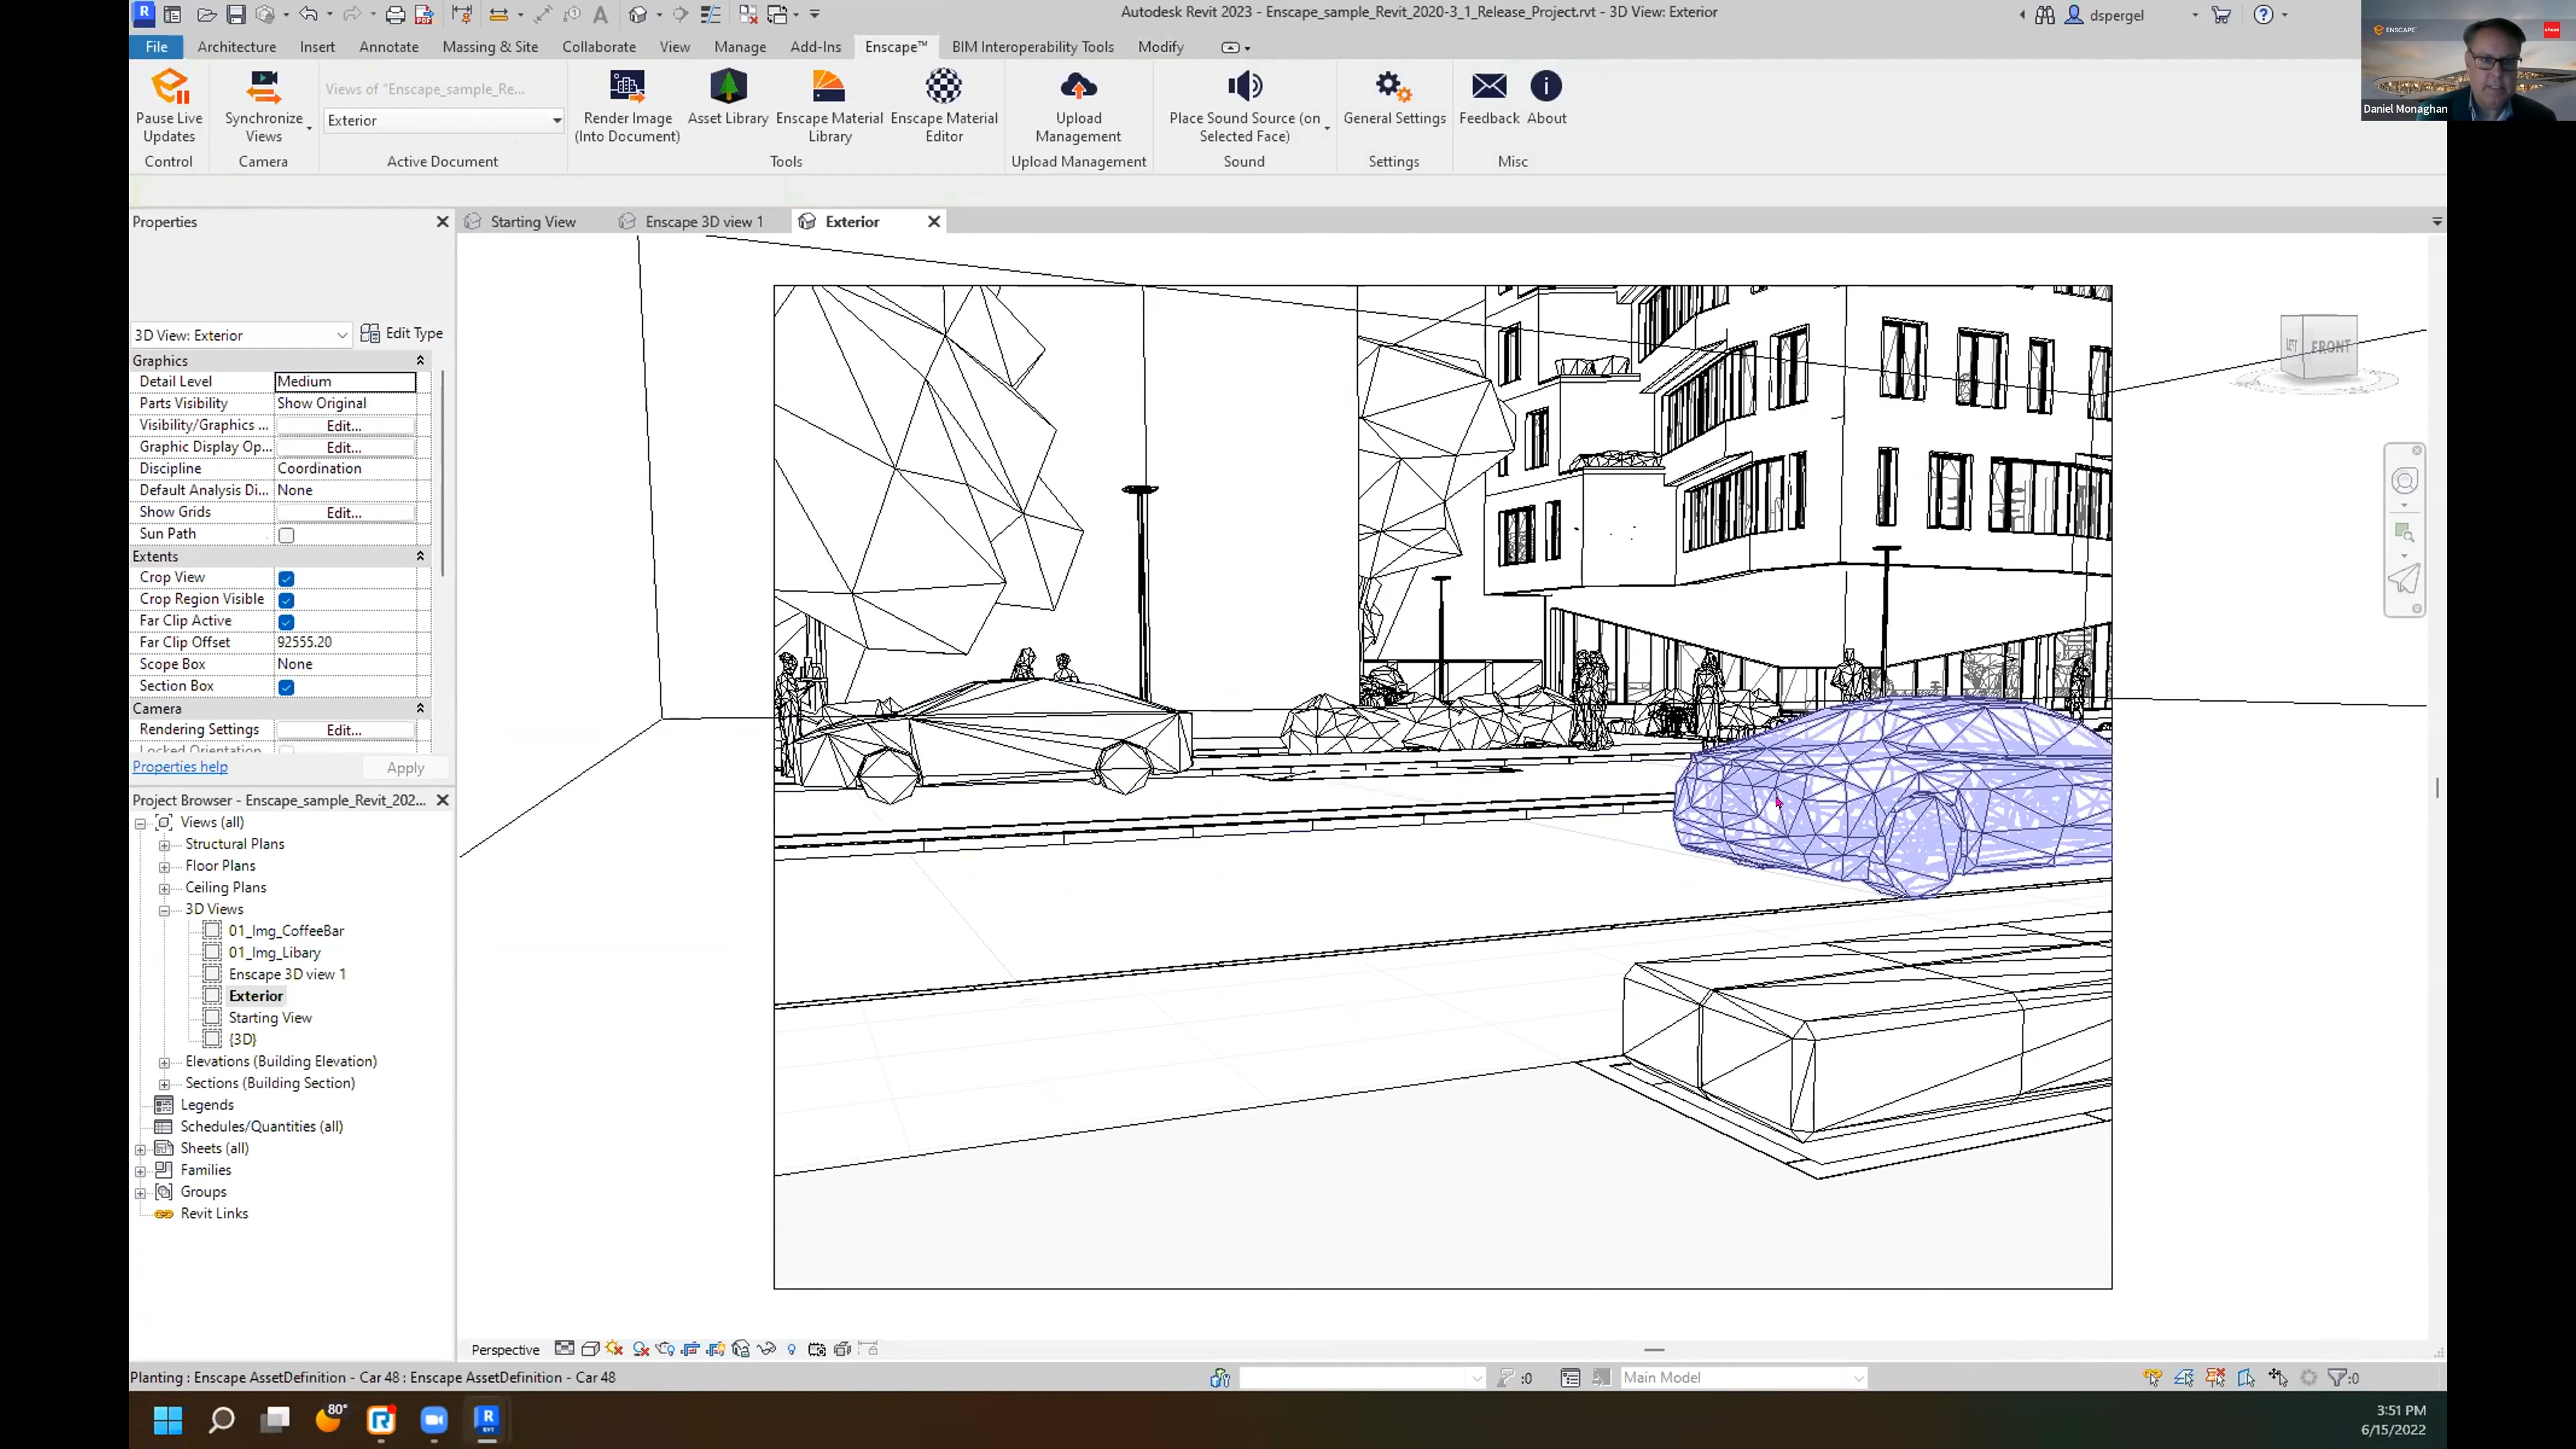 Autodesk Revit 2023 - Enscape_sample_Revit_2020-3_1_Release_Project.rvt - 3D View: Exterior
dspergel
ENSCAPE
chaos
Daniel Monaghan
File Architecture Insert Annotate Massing & Site Collaborate View Manage Add-Ins Enscape™ BIM Interoperability Tools Modify
Pause Live Updates
Synchronize Views
Views of "Enscape_sample_Re...
Exterior
Render Image (Into Document)
Asset Library
Enscape Material Library
Enscape Material Editor
Upload Management
Place Sound Source (on Selected Face)
General Settings
Feedback
About
Control Camera Active Document Tools Upload Management Sound Settings Misc
Properties
Starting View
Enscape 3D view 1
Exterior
3D View: Exterior
Edit Type
Graphics
Detail Level Medium
Parts Visibility Show Original
Visibility/Graphics ... Edit...
Graphic Display Op... Edit...
Discipline Coordination
Default Analysis Di... None
Show Grids Edit...
Sun Path
Extents
Crop View
Crop Region Visible
Far Clip Active
Far Clip Offset 92555.20
Scope Box None
Section Box
Camera
Rendering Settings Edit...
Locked Orientation
Properties help
Apply
Project Browser - Enscape_sample_Revit_202...
Views (all)
Structural Plans
Floor Plans
Ceiling Plans
3D Views
01_Img_CoffeeBar
01_Img_Libary
Enscape 3D view 1
Exterior
Starting View
{3D}
Elevations (Building Elevation)
Sections (Building Section)
Legends
Schedules/Quantities (all)
Sheets (all)
Families
Groups
Revit Links
LEFT FRONT
Perspective
Planting : Enscape AssetDefinition - Car 48 : Enscape AssetDefinition - Car 48
:0
Main Model
:0
80°
R
RVT
3:51 PM
6/15/2022